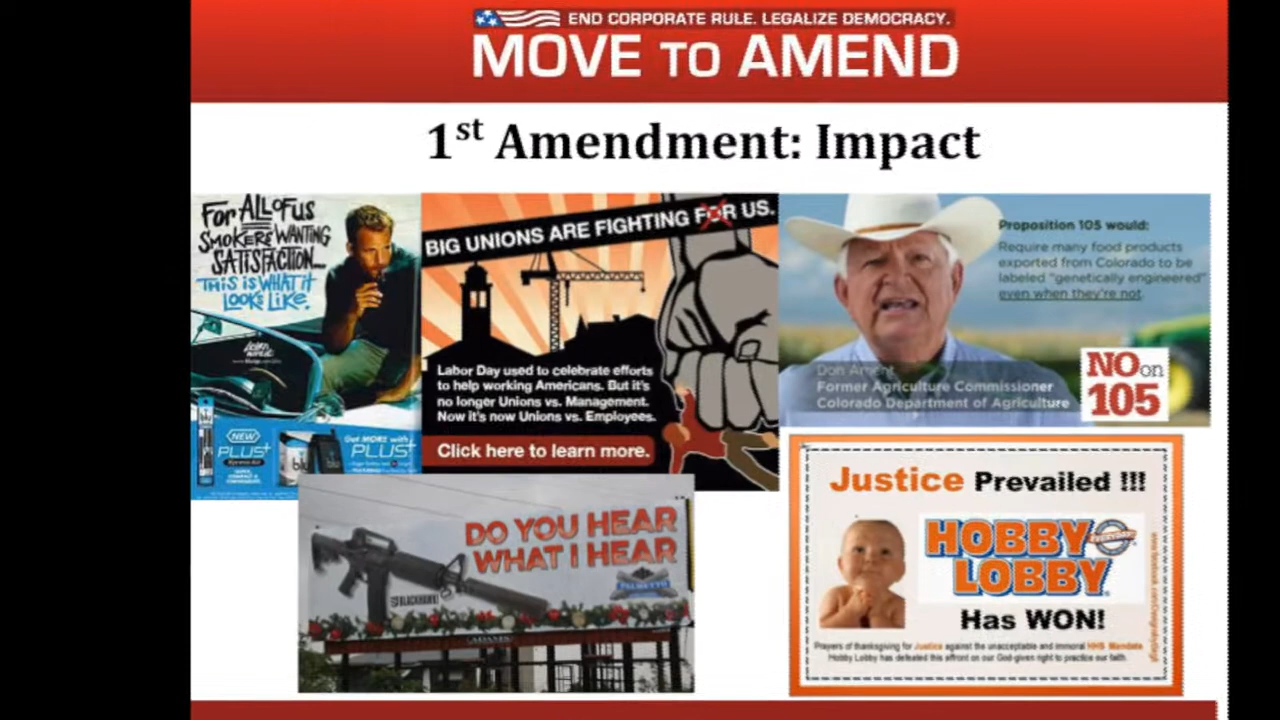 END CORPORATE RULE. LEGALIZE DEMOCRACY.
MOVE TO AMEND
1st Amendment: Impact
For ALL OF US
SMOKERS WANTING
SATISFACTION...
THIS IS WHAT IT
LOOKS LIKE.
NEW
PLUS+
Get MORE with
PLUS+
blu
BIG UNIONS ARE FIGHTING FOR US.
Labor Day used to celebrate efforts
to help working Americans. But it's
no longer Unions vs. Management.
Now it's now Unions vs. Employees.
Click here to learn more.
Proposition 105 would:
Require many food products
exported from Colorado to be
labeled "genetically engineered"
even when they're not.
Don Ament
Former Agriculture Commissioner
Colorado Department of Agriculture
NO on
105
DO YOU HEAR
WHAT I HEAR
PALMETTO
BLACKHAWK!
ADAMS
Justice Prevailed !!!
HOBBY
LOBBY
Has WON!
Prayers of thanksgiving for Justice against the unacceptable and immoral HHS Mandate
Hobby Lobby has defeated this affront on our God-given right to practice our faith.